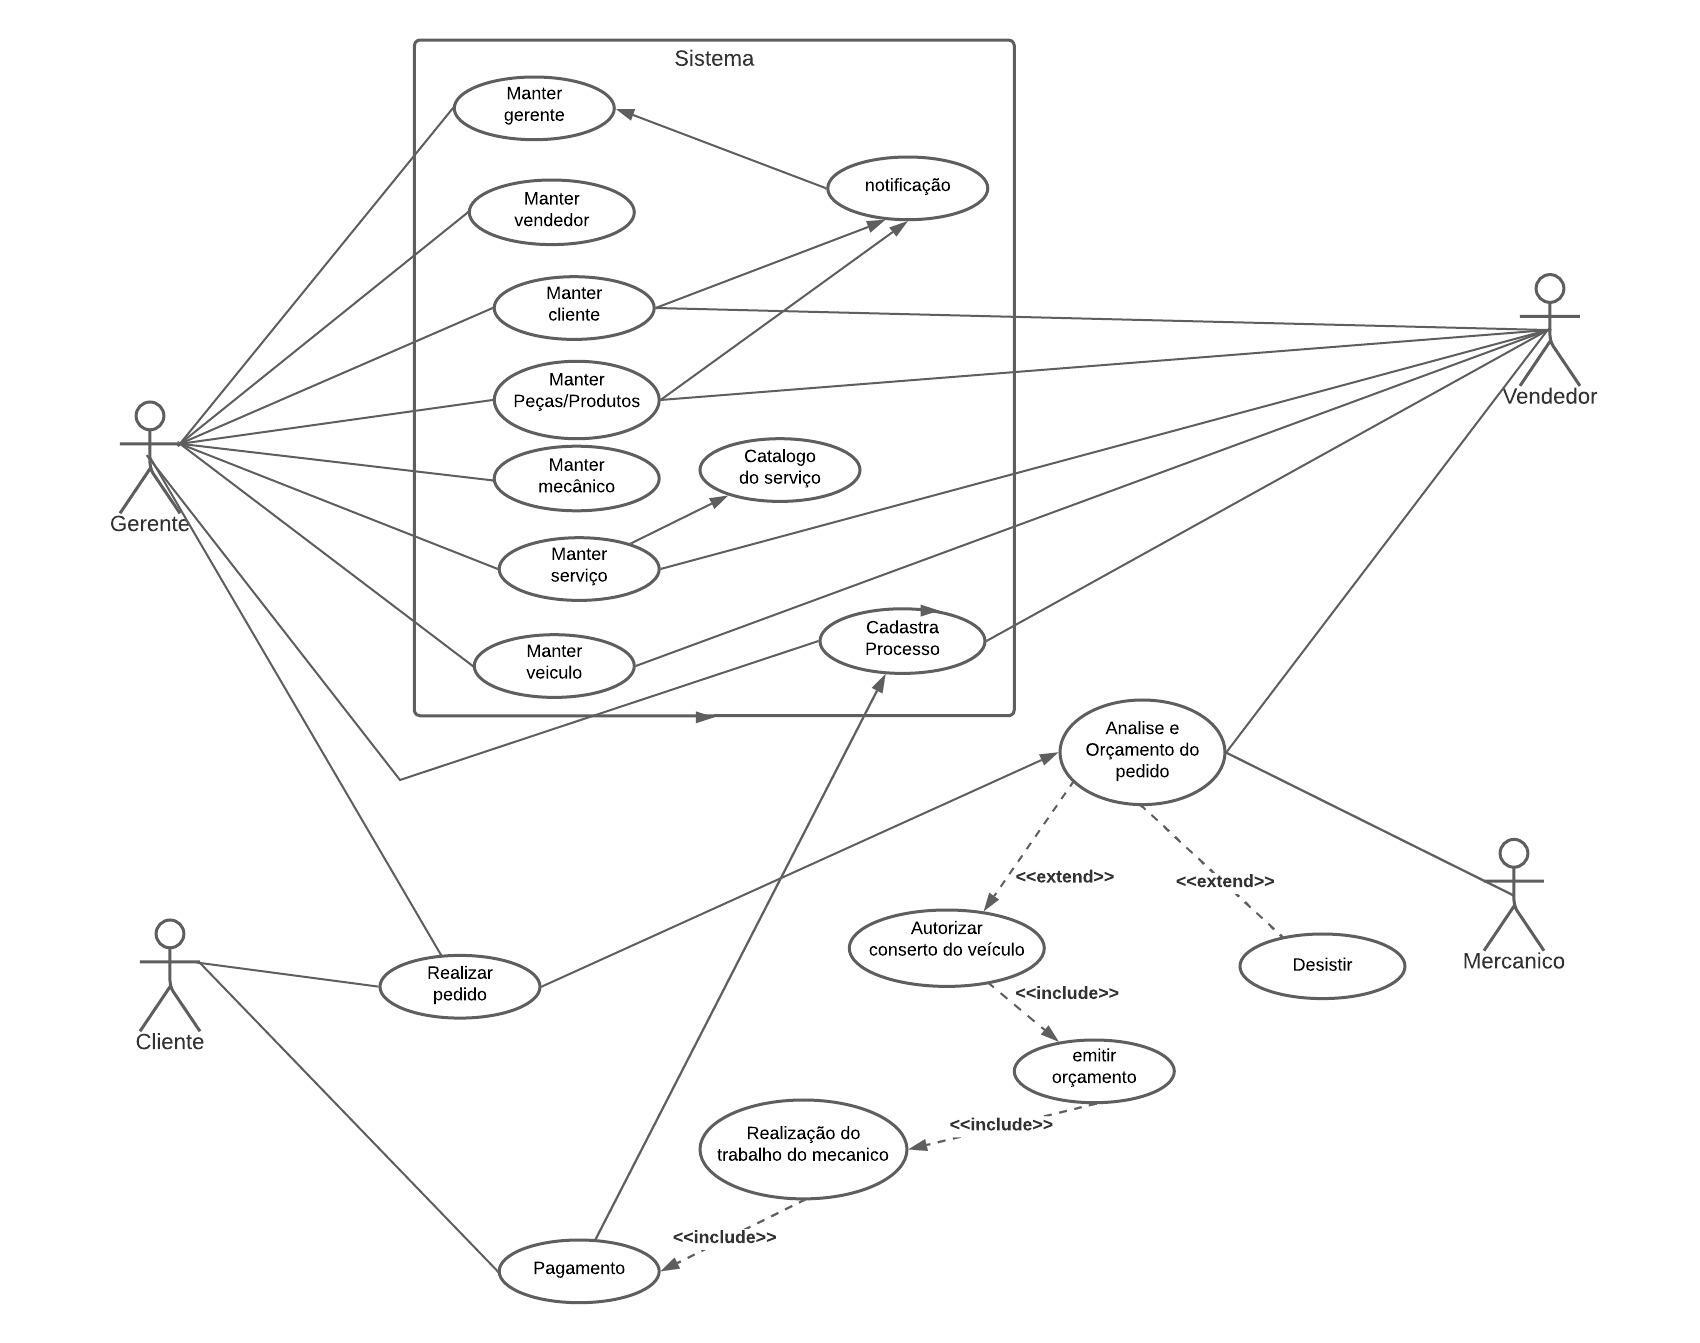 Sistema
Manter
gerente
notificação
Manter
vendedor
Manter
cliente
Manter
Peças/Produtos
Vendedor
Catalogo
do serviço
Manter
mecânico
Gerente
Manter
serviço
Cadastra
Processo
Manter
veiculo
Analise e
Orçamento do
pedido
<<extend>>
<<extend>>
Autorizar
conserto do veículo
Desistir
Mercanico
Realizar
pedido
<<include>>
Cliente
emitir
orçamento
<<include>>
Realização do
trabalho do mecanico
<<include>>
Pagamento